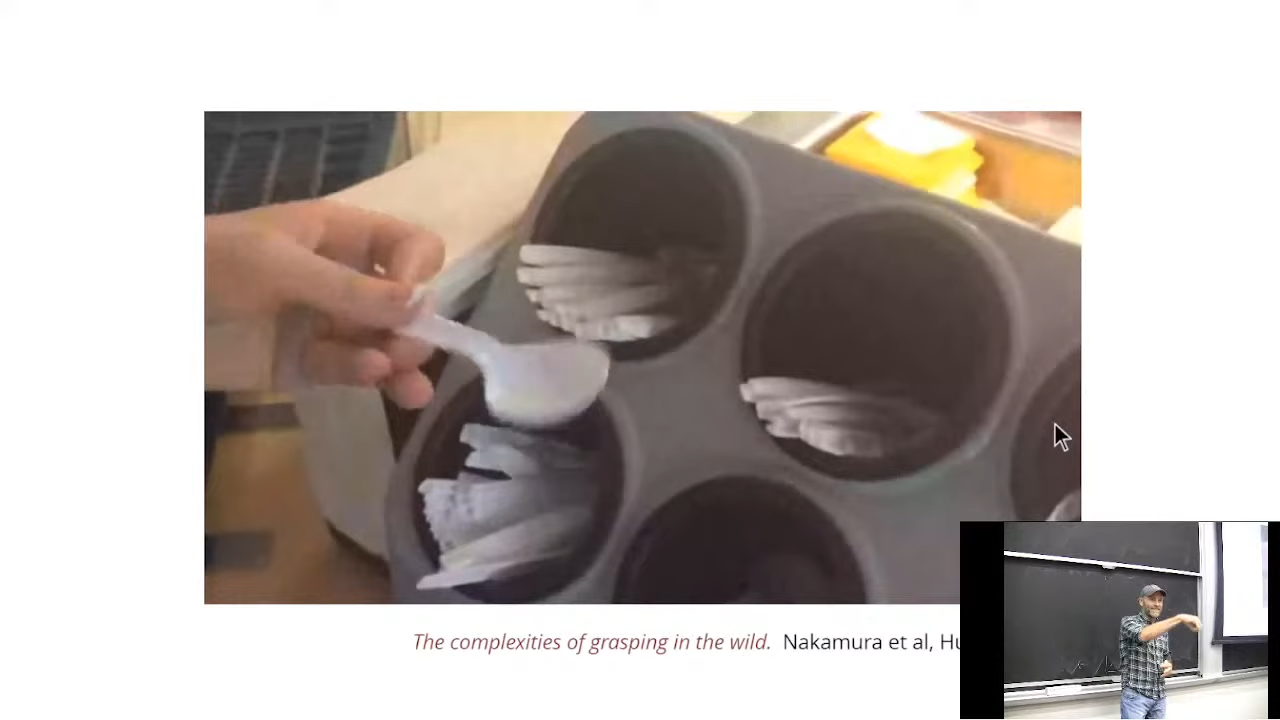 The complexities of grasping in the wild. Nakamura et al,